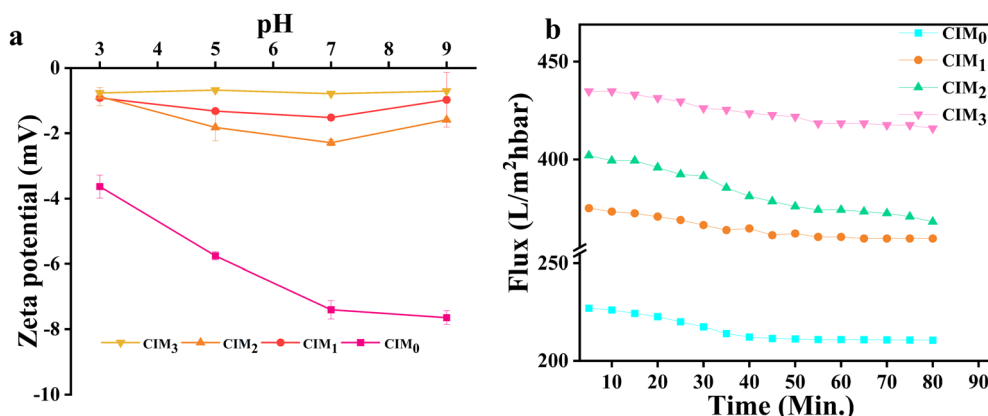 a
pH
3 4 5 6 7 8 9
0
-2
-4
-6
-8
-10
Zeta potential (mV)
CIM₃ CIM₂ CIM₁ CIM₀
b
CIM₀
CIM₁
CIM₂
CIM₃
450
400
250
200
Flux (L/m²hbar)
10 20 30 40 50 60 70 80 90
Time (Min.)